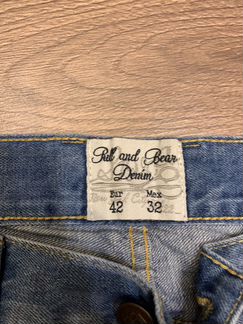 Pull and Bear
Denim
Eur Mex
42 32